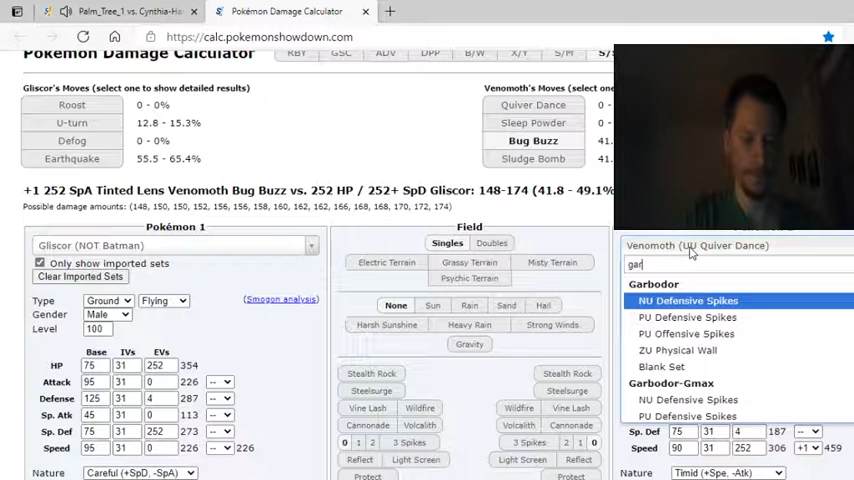 Palm_Tree_1 vs. Cynthia-Ha
Pokémon Damage Calculator
https://calc.pokemonshowdown.com
Pokémon Damage Calculator
RBY GSC ADV DPP B/W X/Y S/M S/S
Gliscor's Moves (select one to show detailed results)
Venomoth's Moves (select one to
Roost 0 - 0%
Quiver Dance 0 -
U-turn 12.8 - 15.3%
Sleep Powder 0 -
Defog 0 - 0%
Bug Buzz 41.
Earthquake 55.5 - 65.4%
Sludge Bomb 41.
+1 252 SpA Tinted Lens Venomoth Bug Buzz vs. 252 HP / 252+ SpD Gliscor: 148-174 (41.8 - 49.1%
Possible damage amounts: (148, 150, 150, 152, 156, 156, 158, 160, 162, 162, 166, 168, 168, 170, 172, 174)
Pokémon 1
Field
Gliscor (NOT Batman)
Singles Doubles
Venomoth (UU Quiver Dance)
Only show imported sets
Electric Terrain Grassy Terrain Misty Terrain
gar
Clear Imported Sets
Psychic Terrain
Garbodor
Type Ground Flying (Smogon analysis)
None Sun Rain Sand Hail
NU Defensive Spikes
Gender Male
PU Defensive Spikes
Level 100
Harsh Sunshine Heavy Rain Strong Winds
PU Offensive Spikes
Gravity
ZU Physical Wall
Base IVs EVs
Blank Set
HP 75 31 252 354
Stealth Rock Stealth Rock
Garbodor-Gmax
Attack 95 31 0 226 --
Steelsurge Steelsurge
NU Defensive Spikes
Defense 125 31 4 287 --
Vine Lash Wildfire Wildfire Vine Lash
PU Defensive Spikes
Sp. Atk 45 31 0 113 --
Cannonade Volcalith Volcalith Cannonade
Sp. Def 75 31 252 273 --
Sp. Def 75 31 4 187 --
Speed 95 31 0 226 -- 226
0 1 2 3 Spikes 0 1 2 3 Spikes
Speed 90 31 252 306 +1 459
Reflect Light Screen Light Screen Reflect
Nature Careful (+SpD, -SpA)
Protect Protect
Nature Timid (+Spe, -Atk)